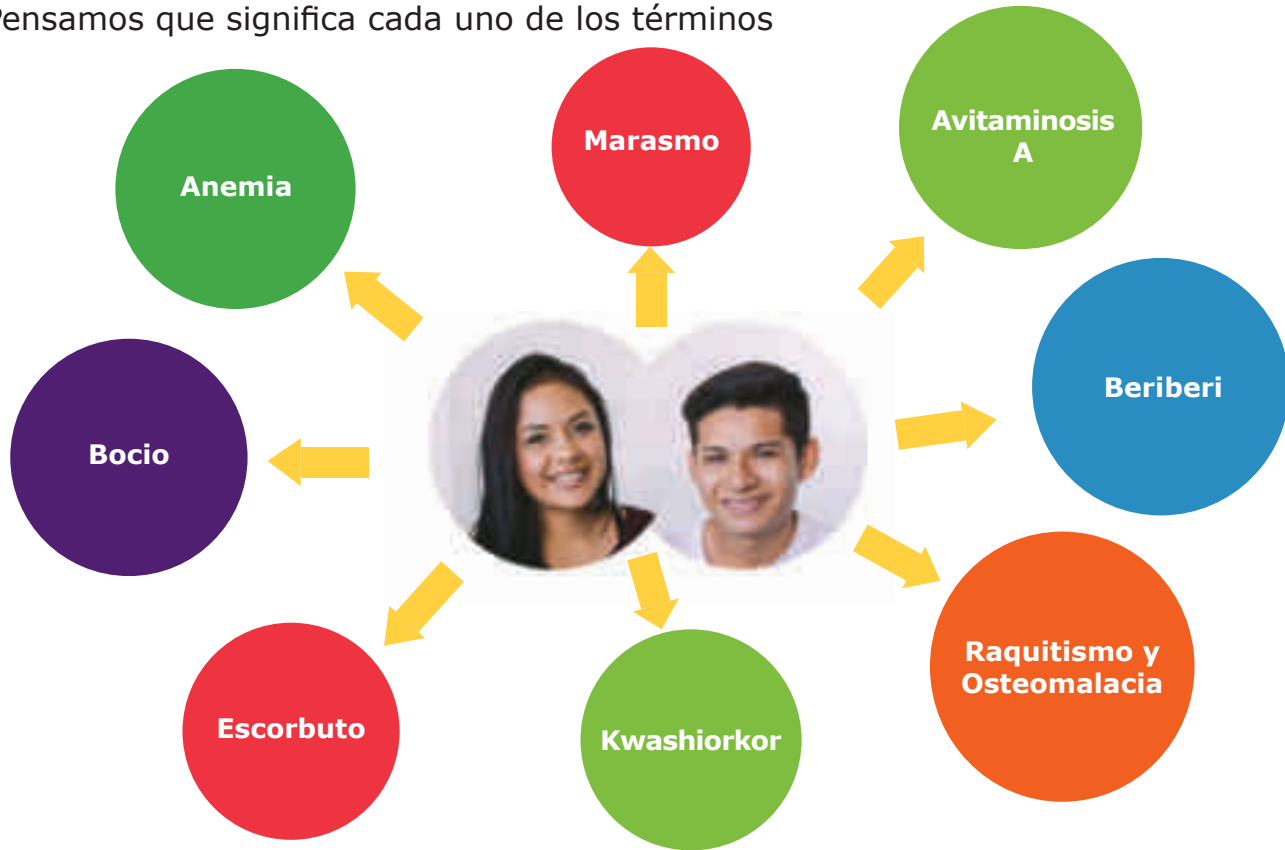 Pensamos que significa cada uno de los términos
Anemia
Marasmo
Avitaminosis
A
Bocio
Beriberi
Escorbuto
Kwashiorkor
Raquitismo y
Osteomalacia